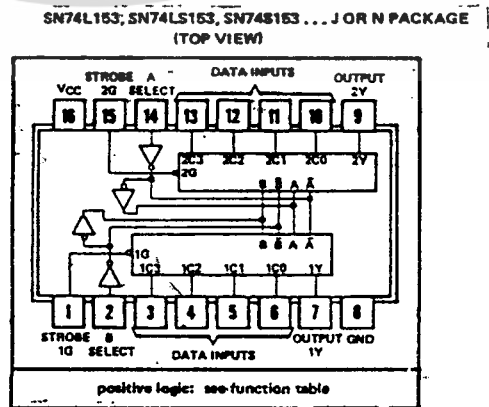 SN74L153, SN74LS153, SN74S153 ... J OR N PACKAGE
(TOP VIEW)
STROBE A DATA INPUTS OUTPUT
VCC 2G SELECT 2Y
16 15 14 13 12 11 10 9
2C3 2C2 2C1 2C0 2Y
2G
B B̅ A A̅
B B̅ A A̅
1G
1C3 1C2 1C1 1C0 1Y
1 2 3 4 5 6 7 8
STROBE B DATA INPUTS OUTPUT GND
1G SELECT 1Y
positive logic: see function table